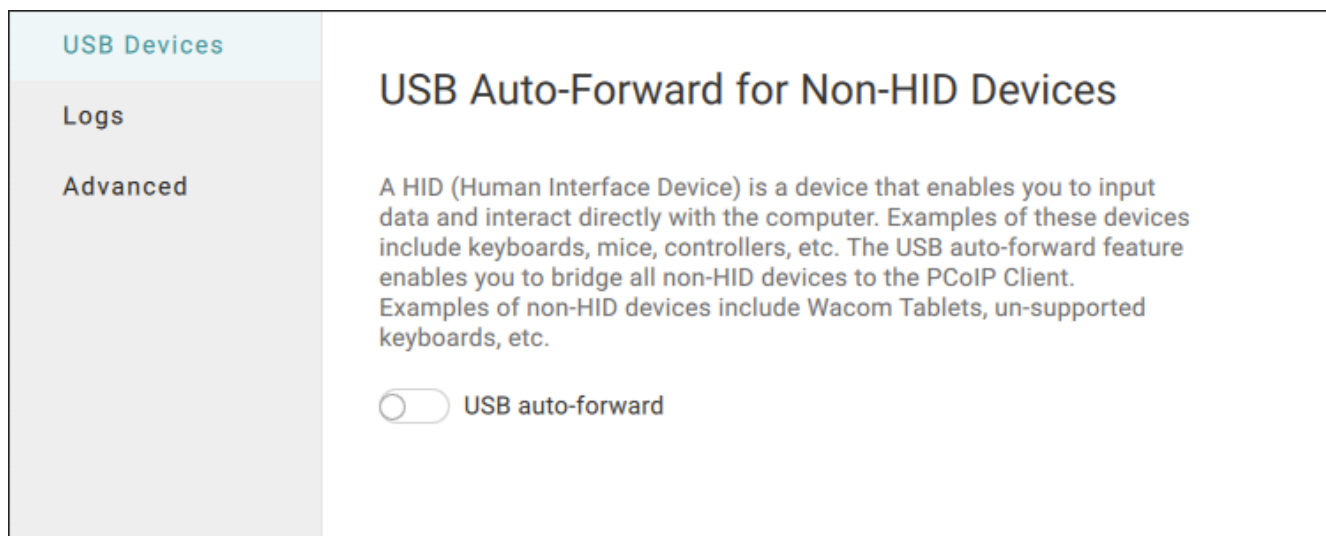 USB Devices
Logs
Advanced
USB Auto-Forward for Non-HID Devices
A HID (Human Interface Device) is a device that enables you to input
data and interact directly with the computer. Examples of these devices
include keyboards, mice, controllers, etc. The USB auto-forward feature
enables you to bridge all non-HID devices to the PCoIP Client.
Examples of non-HID devices include Wacom Tablets, un-supported
keyboards, etc.
USB auto-forward